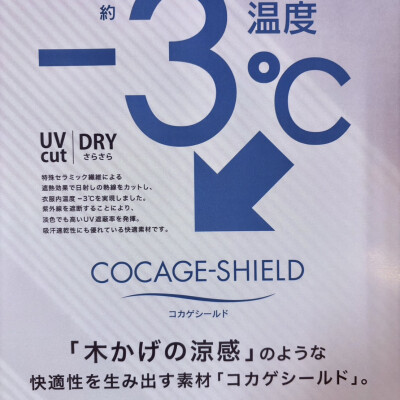 約
温度
-3℃
UV cut | DRY さらさら
特殊セラミック繊維による
遮熱効果で日射しの熱線をカットし、
衣服内温度-3℃を実現しました。
紫外線を遮断することにより、
淡色でも高いUV遮蔽率を発揮。
吸汗速乾性にも優れている快適素材です。
COCAGE-SHIELD
コカゲシールド
「木かげの涼感」のような
快適性を生み出す素材「コカゲシールド」。